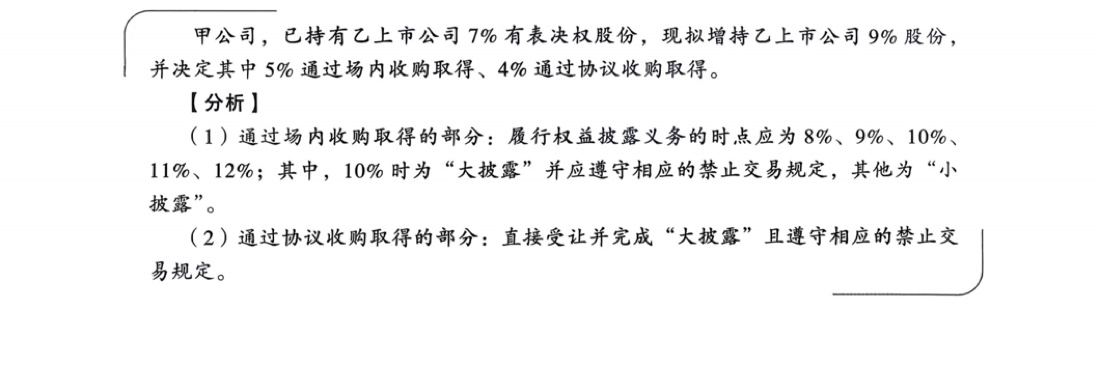 甲公司，已持有乙上市公司7%有表决权股份，现拟增持乙上市公司9%股份，
并决定其中5%通过场内收购取得、4%通过协议收购取得。
【分析】
（1）通过场内收购取得的部分：履行权益披露义务的时点应为8%、9%、10%、
11%、12%；其中，10%时为“大披露”并应遵守相应的禁止交易规定，其他为“小
披露”。
（2）通过协议收购取得的部分：直接受让并完成“大披露”且遵守相应的禁止交
易规定。